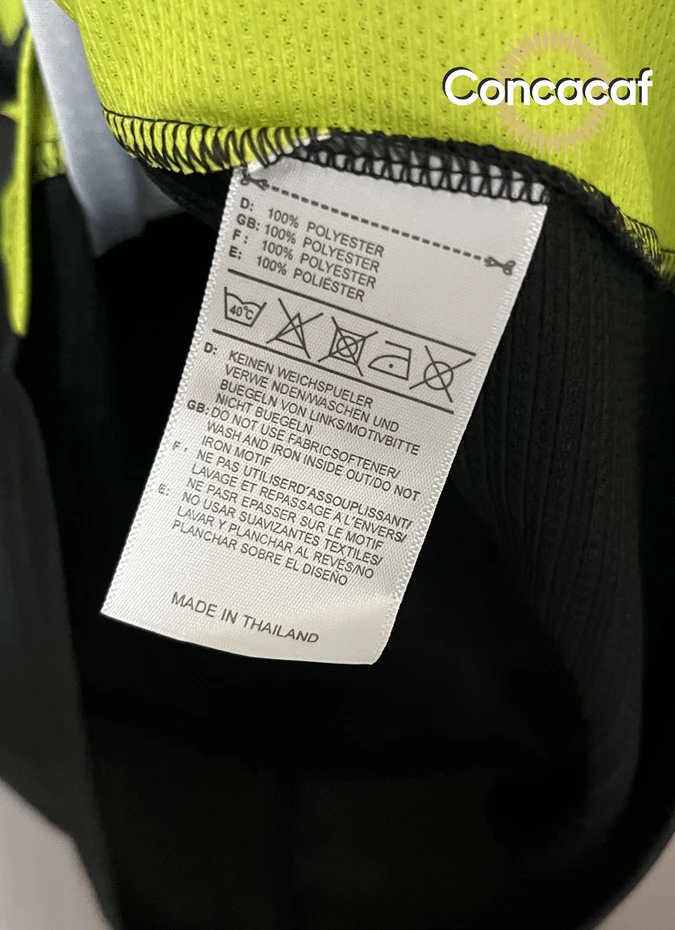 Concacaf
D: 100% POLYESTER
GB: 100% POLYESTER
F: 100% POLYESTER
E: 100% POLIÉSTER
40°C
D: KEINEN WEICHSPUELER
VERWE NDEN/WASCHEN UND
BUEGELN VON LINKS/MOTIVBITTE
NICHT BUEGELN
GB: DO NOT USE FABRICSOFTENER/
WASH AND IRON INSIDE OUT/DO NOT
IRON MOTIF
F. NE PAS UTILISERD'ASSOUPLISSANT/
LAVAGE ET REPASSAGE A L'ENVERS/
NE PASR EPASSER SUR LE MOTIF
E: NO USAR SUAVIZANTES TEXTILES/
LAVAR Y PLANCHAR AL REVÉS/NO
PLANCHAR SOBRE EL DISEÑO
MADE IN THAILAND